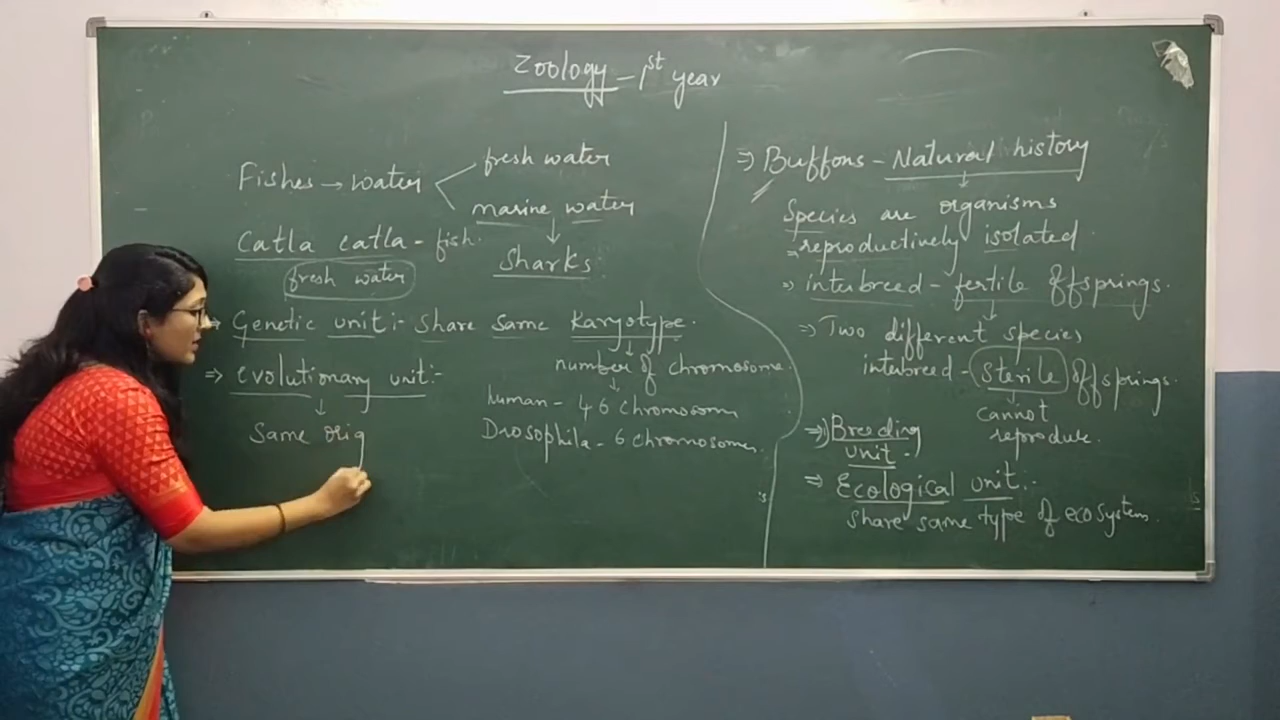 Zoology - 1st year
Fishes → water
fresh water
marine water
Catla catla - fish.
Sharks
fresh water
⇒ Genetic unit:- Share same karyotype.
number of chromosome.
⇒ evolutionary unit:-
human - 46 chromosom
Same orig
Drosophila - 6 chromosomes.
⇒ Buffons - Natural history
Species are organisms
⇒ reproductively isolated.
⇒ interbreed - fertile offsprings.
⇒ Two different species
interbreed - Sterile offsprings.
cannot
reproduce.
⇒ Breeding
unit -
⇒ Ecological unit:-
share same type of ecosystem.